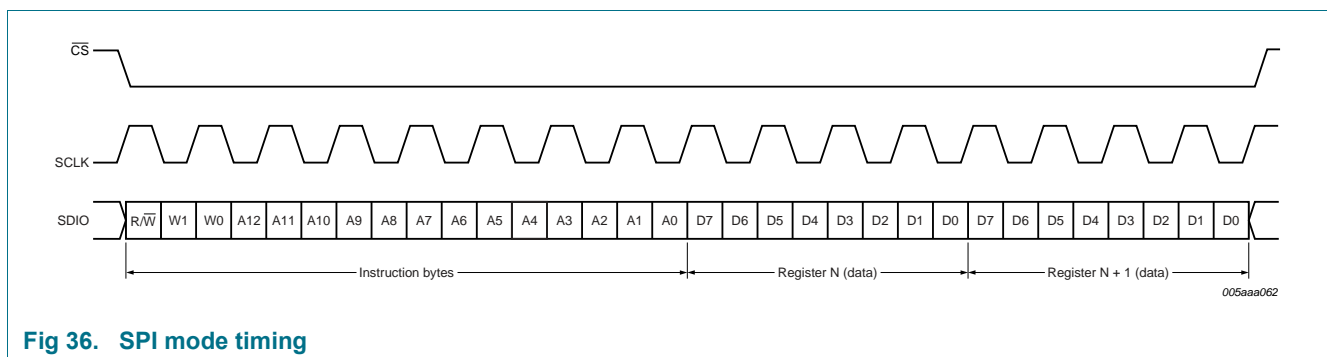 CS
SCLK
SDIO R/W W1 W0 A12 A11 A10 A9 A8 A7 A6 A5 A4 A3 A2 A1 A0 D7 D6 D5 D4 D3 D2 D1 D0 D7 D6 D5 D4 D3 D2 D1 D0
Instruction bytes Register N (data) Register N + 1 (data)
005aaa062
Fig 36. SPI mode timing